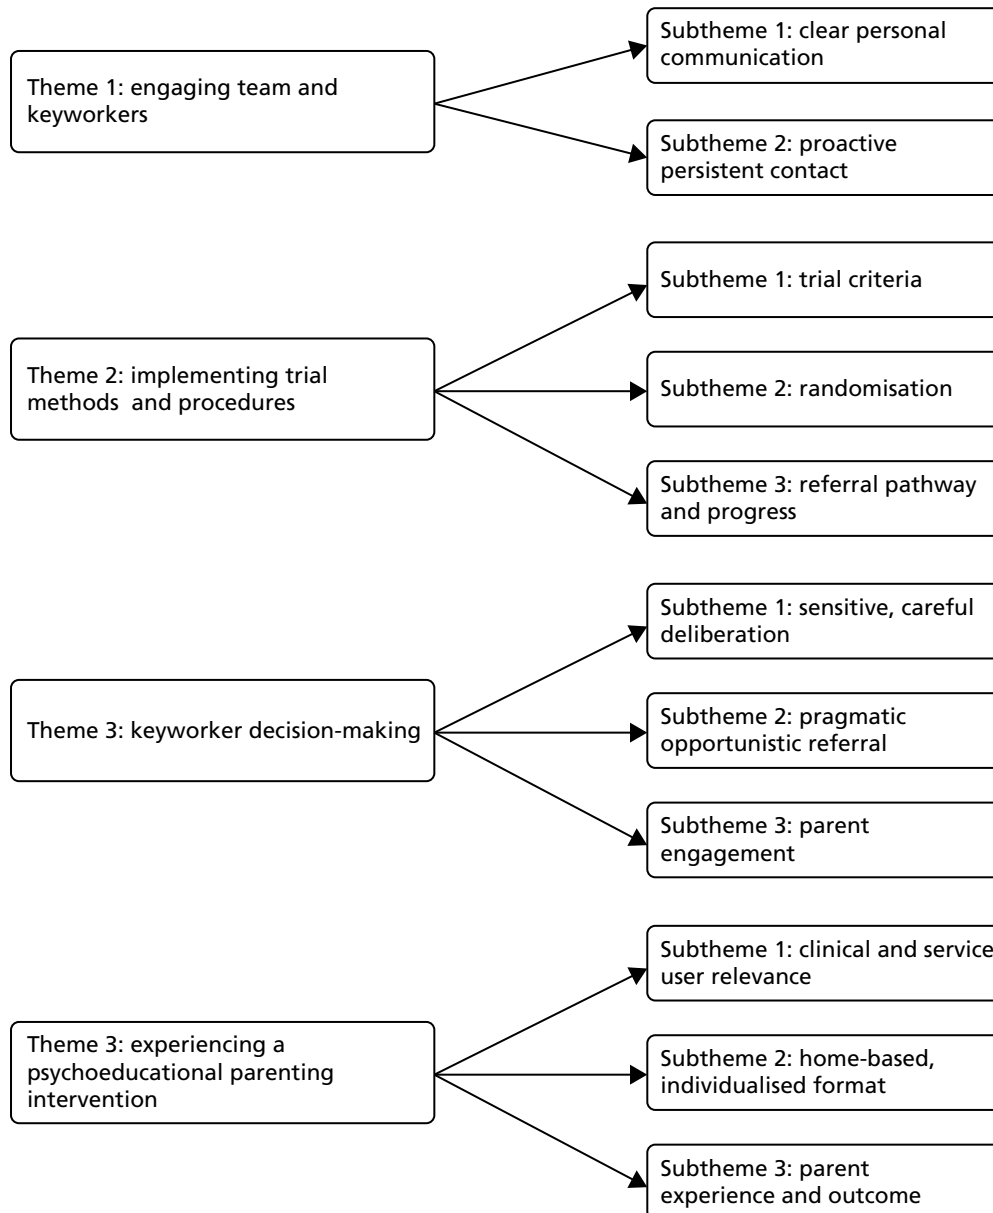 Theme 1: engaging team and
keyworkers
Subtheme 1: clear personal
communication
Subtheme 2: proactive
persistent contact
Theme 2: implementing trial
methods and procedures
Subtheme 1: trial criteria
Subtheme 2: randomisation
Subtheme 3: referral pathway
and progress
Theme 3: keyworker decision-making
Subtheme 1: sensitive, careful
deliberation
Subtheme 2: pragmatic
opportunistic referral
Subtheme 3: parent
engagement
Theme 3: experiencing a
psychoeducational parenting
intervention
Subtheme 1: clinical and service
user relevance
Subtheme 2: home-based,
individualised format
Subtheme 3: parent
experience and outcome